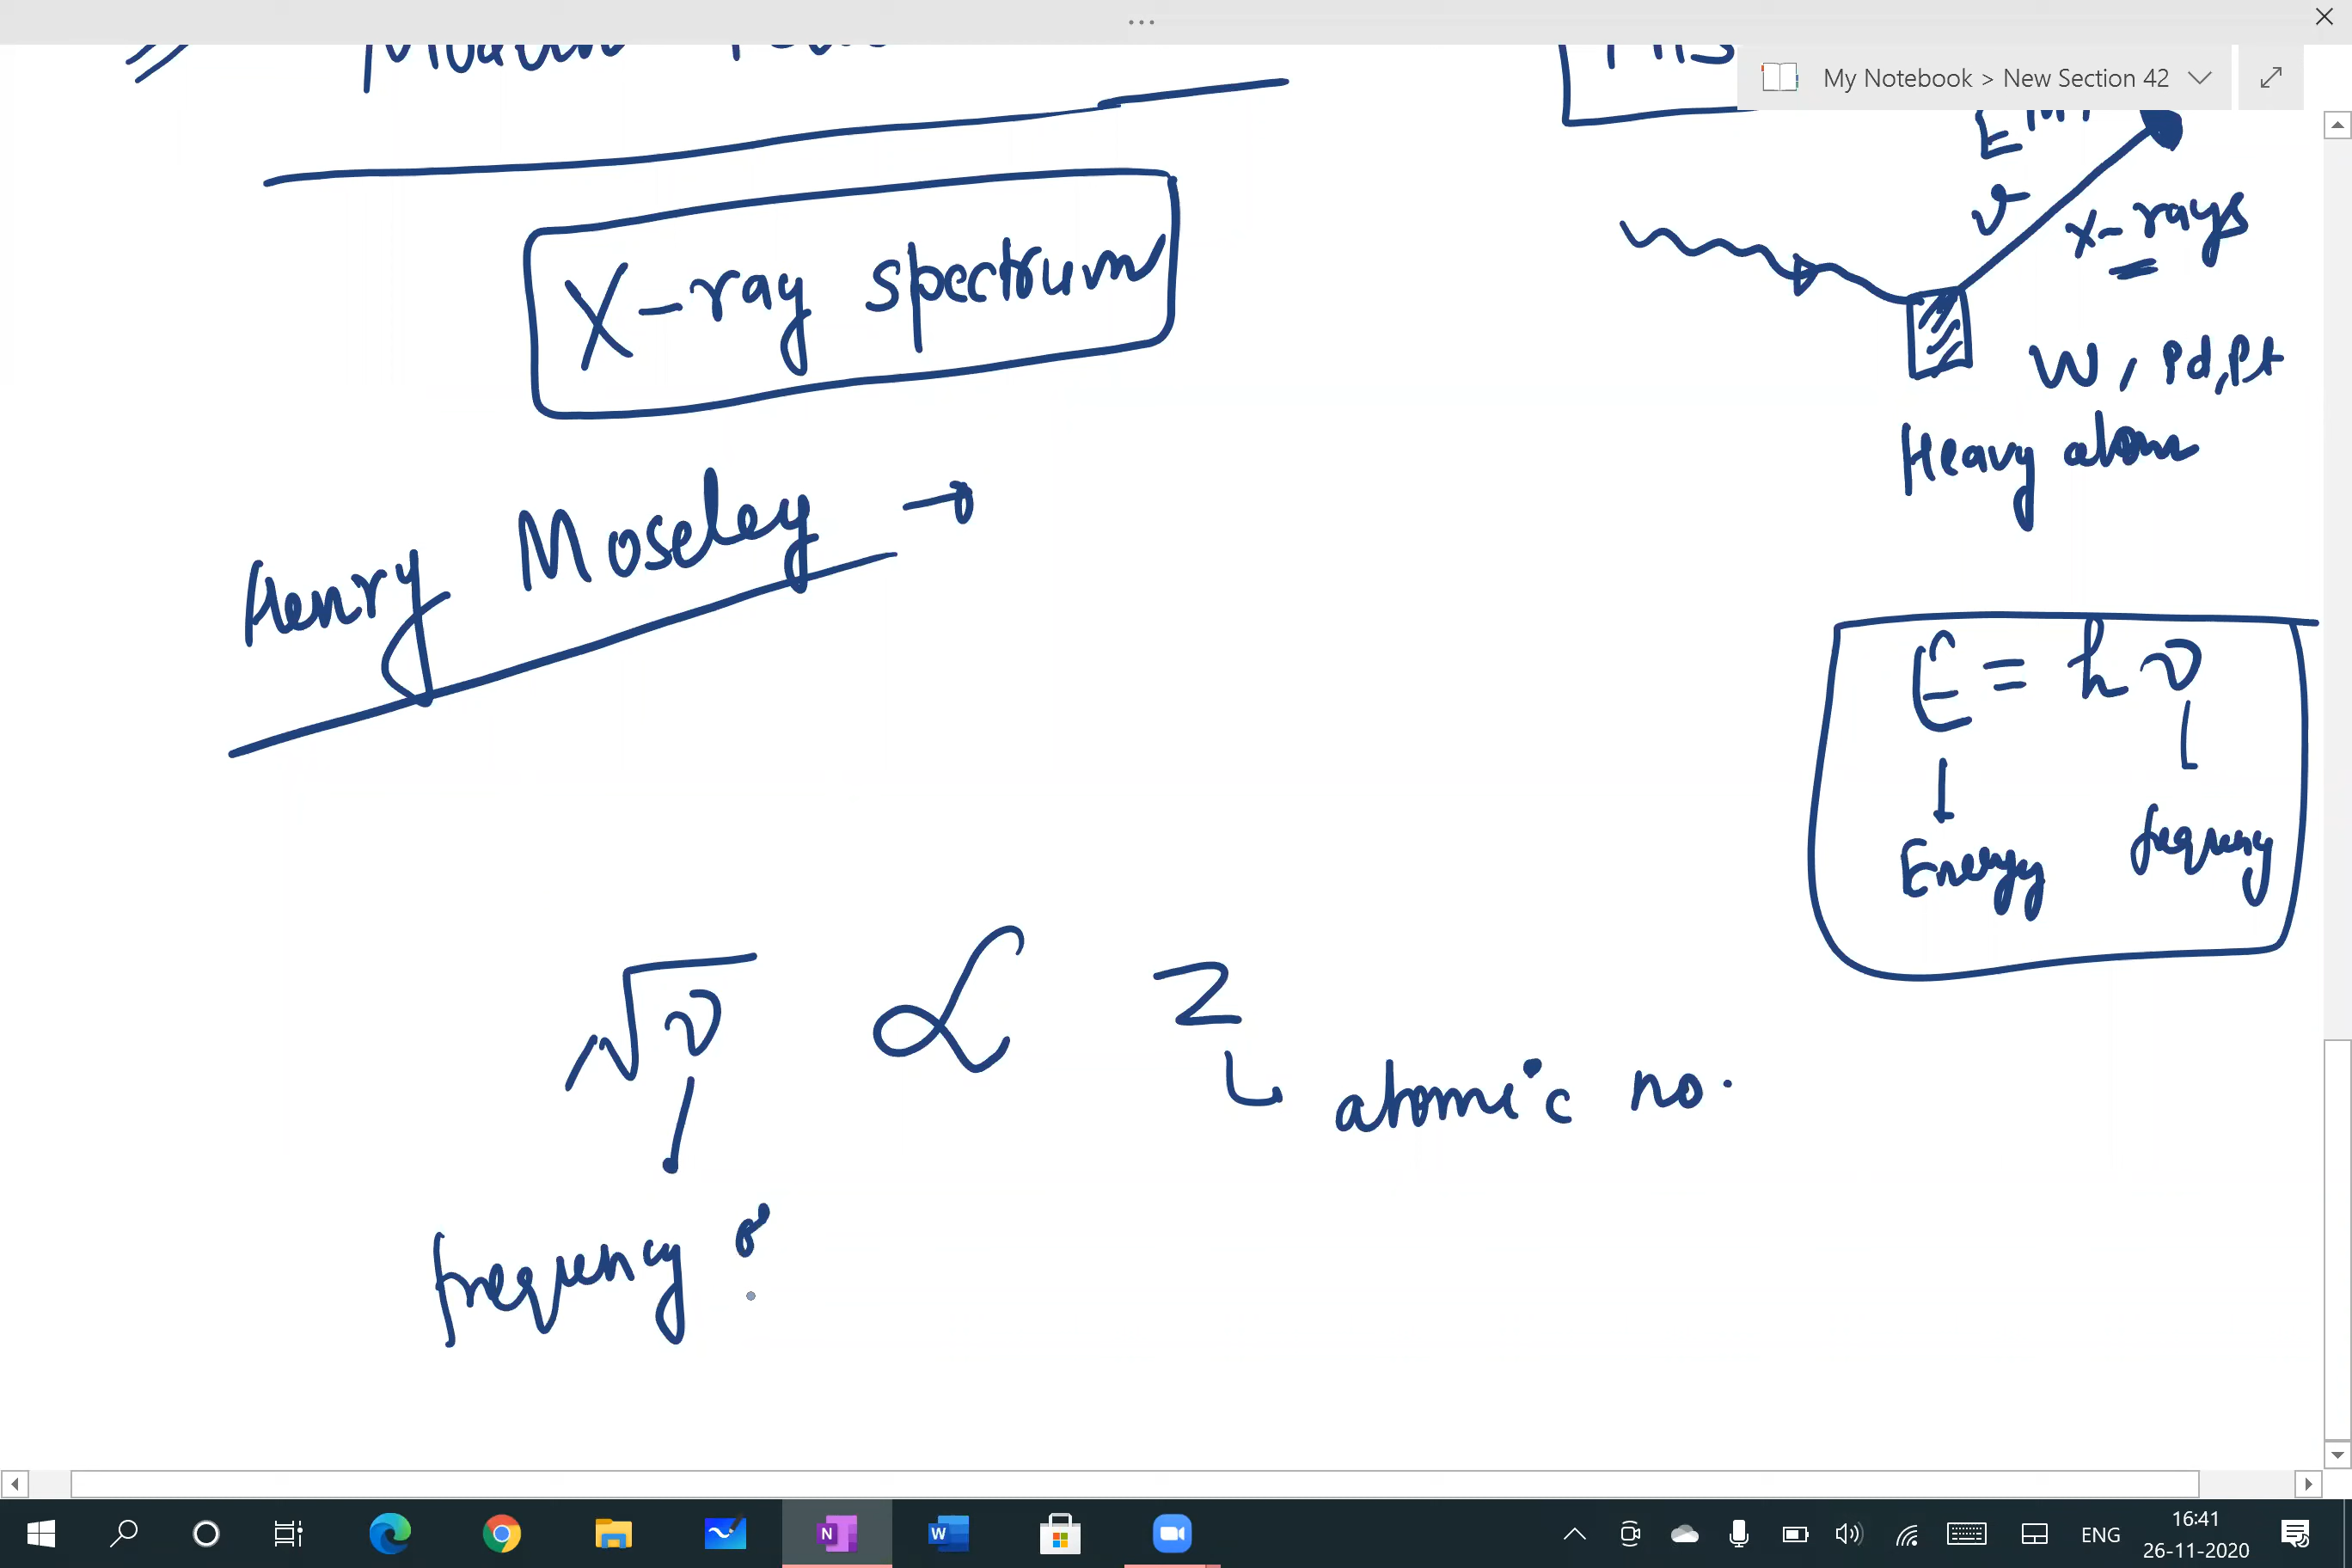 My Notebook > New Section 42
X-ray spectrum
ν
X-rays
W, Pd, Pt
Heavy atom
Henry Moseley →
E = hν
Energy frequency
√ν ∝ Z
atomic no.
frequency o
ENG
16:41
26-11-2020